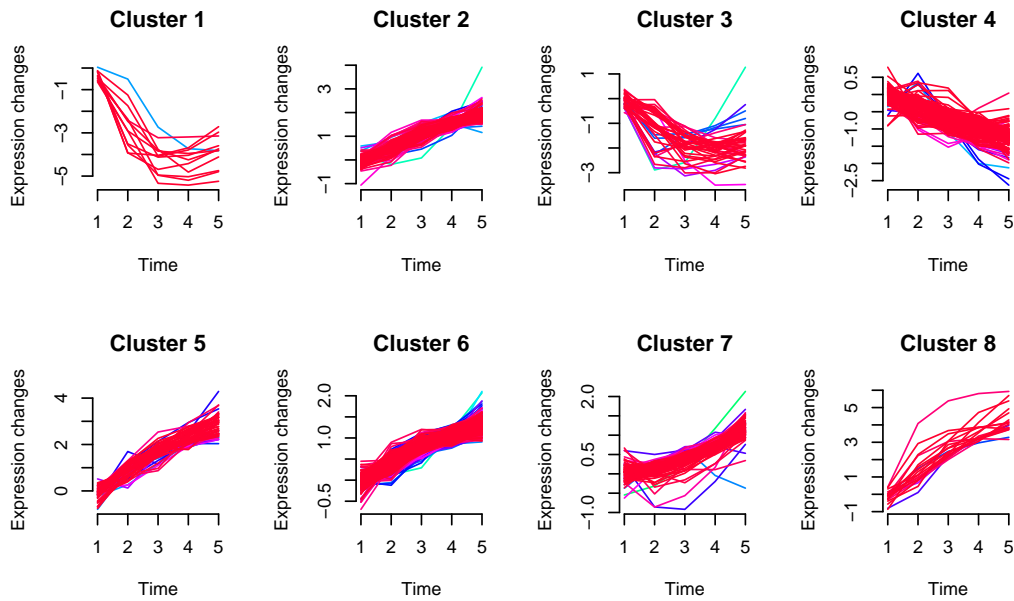 Cluster 1
Expression changes
-1
-3
-5
1 2 3 4 5
Time
Cluster 2
Expression changes
3
1
-1
1 2 3 4 5
Time
Cluster 3
Expression changes
1
-1
-3
1 2 3 4 5
Time
Cluster 4
Expression changes
0.5
-1.0
-2.5
1 2 3 4 5
Time
Cluster 5
Expression changes
4
2
0
1 2 3 4 5
Time
Cluster 6
Expression changes
2.0
1.0
-0.5
1 2 3 4 5
Time
Cluster 7
Expression changes
2.0
0.5
-1.0
1 2 3 4 5
Time
Cluster 8
Expression changes
5
3
1
-1
1 2 3 4 5
Time